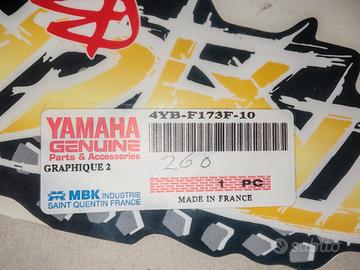 YAMAHA
GENUINE
Parts & Accessories
GRAPHIQUE 2
4YB-F173F-10
260
1 PC
MBK INDUSTRIE
SAINT QUENTIN FRANCE
MADE IN FRANCE
subito